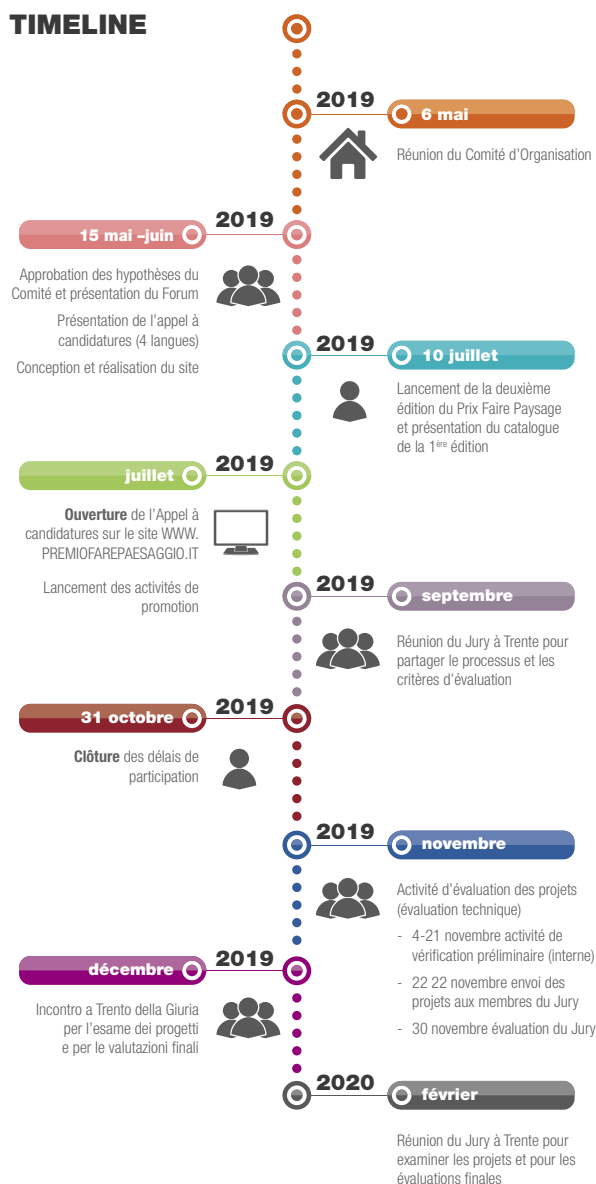 TIMELINE
2019
6 mai
Réunion du Comité d'Organisation
2019
15 mai –juin
Approbation des hypothèses du
Comité et présentation du Forum
Présentation de l'appel à
candidatures (4 langues)
Conception et réalisation du site
2019
10 juillet
Lancement de la deuxième
édition du Prix Faire Paysage
et présentation du catalogue
de la 1ère édition
2019
juillet
Ouverture de l'Appel à
candidatures sur le site WWW.
PREMIOFAREPAESAGGIO.IT
Lancement des activités de
promotion
2019
septembre
Réunion du Jury à Trente pour
partager le processus et les
critères d'évaluation
2019
31 octobre
Clôture des délais de
participation
2019
novembre
Activité d'évaluation des projets
(évaluation technique)
- 4-21 novembre activité de
vérification préliminaire (interne)
- 22 22 novembre envoi des
projets aux membres du Jury
- 30 novembre évaluation du Jury
2019
décembre
Incontro a Trento della Giuria
per l'esame dei progetti
e per le valutazioni finali
2020
février
Réunion du Jury à Trente pour
examiner les projets et pour les
évaluations finales